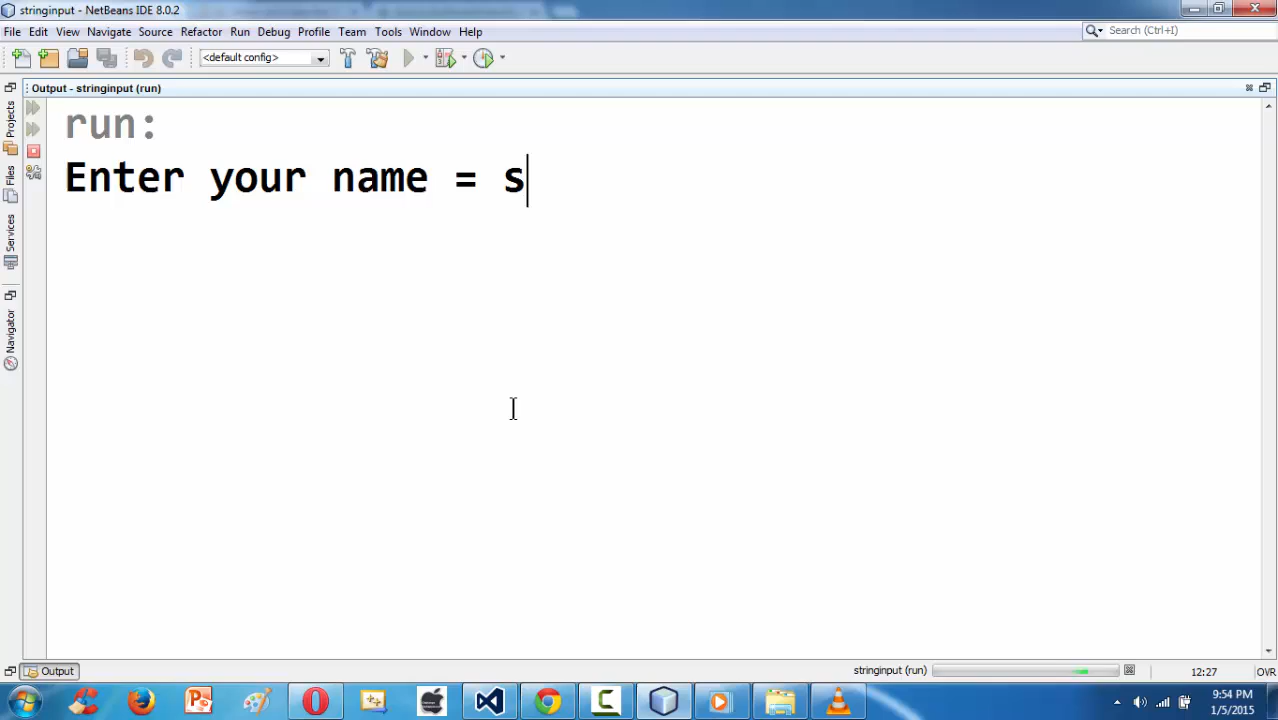 stringinput - NetBeans IDE 8.0.2
File Edit View Navigate Source Refactor Run Debug Profile Team Tools Window Help
Search (Ctrl+I)
<default config>
Output - stringinput (run)
run:
Enter your name = s
Projects
Files
Services
Navigator
Output
stringinput (run)
12:27
OVR
9:54 PM
1/5/2015